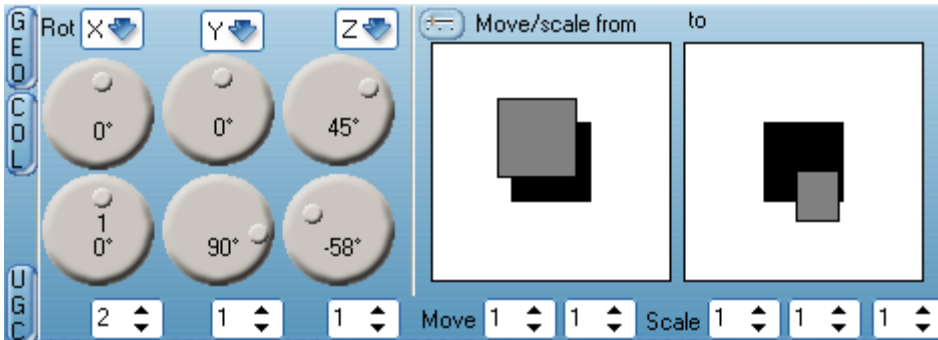 GEO
Rot X Y Z
Move/scale from to
COL
0° 0° 45°
1
0° 90° -58°
UGC
2 1 1
Move 1 1 Scale 1 1 1